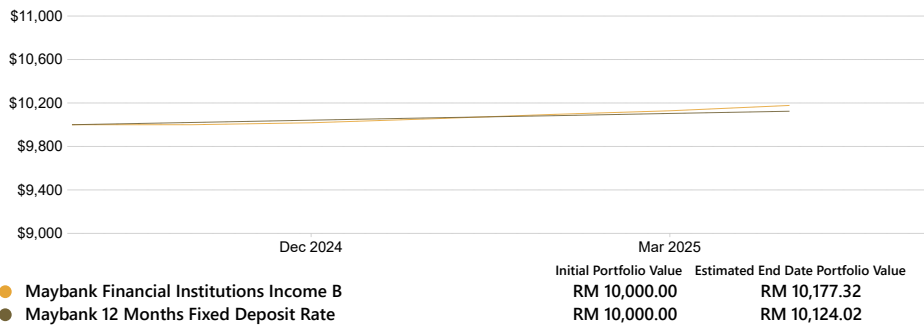 $11,000
$10,600
$10,200
$9,800
$9,400
$9,000
Dec 2024 Mar 2025
Initial Portfolio Value Estimated End Date Portfolio Value
Maybank Financial Institutions Income B RM 10,000.00 RM 10,177.32
Maybank 12 Months Fixed Deposit Rate RM 10,000.00 RM 10,124.02